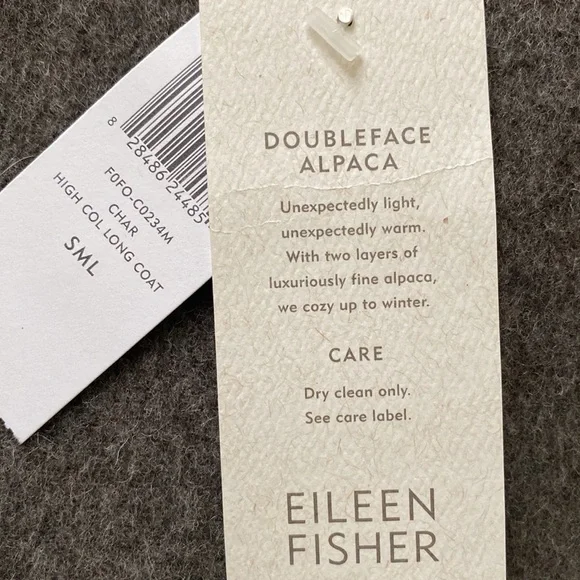 8 28486 24485
F0FO-C0234M
CHAR
HIGH COL LONG COAT
SML
DOUBLEFACE
ALPACA
Unexpectedly light,
unexpectedly warm.
With two layers of
luxuriously fine alpaca,
we cozy up to winter.
CARE
Dry clean only.
See care label.
EILEEN
FISHER